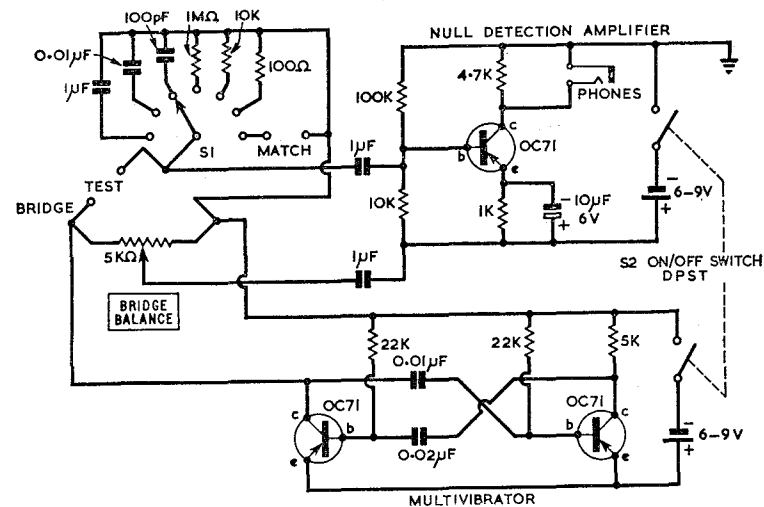 100pF
1MΩ
10K
0·01µF
1µF
100Ω
S1
MATCH
TEST
BRIDGE
5KΩ
BRIDGE
BALANCE
1µF
1µF
NULL DETECTION AMPLIFIER
4·7K
PHONES
100K
c
b
e
OC71
10K
1K
10µF
6V
6-9V
S2 ON/OFF SWITCH
DPST
22K
22K
5K
0·01µF
0·02µF
OC71
c
b
e
OC71
c
b
e
6-9V
MULTIVIBRATOR